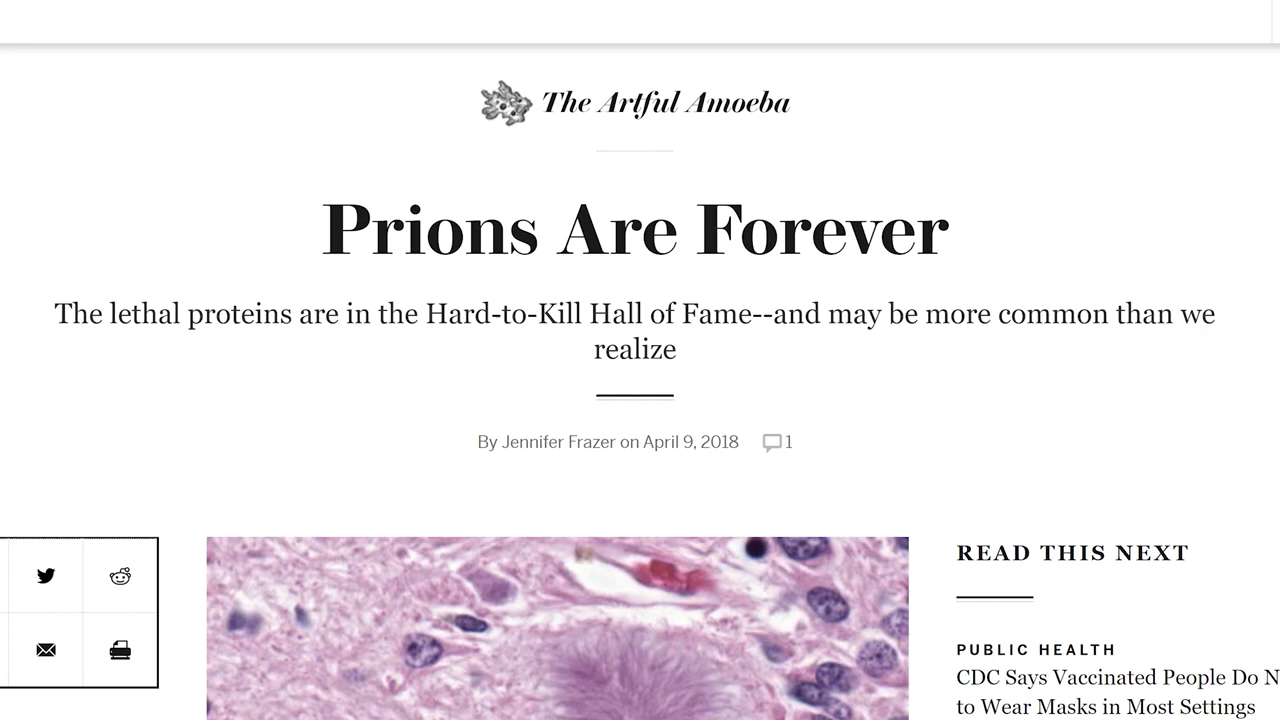 The Artful Amoeba
Prions Are Forever
The lethal proteins are in the Hard-to-Kill Hall of Fame--and may be more common than we
realize
By Jennifer Frazer on April 9, 2018 1
READ THIS NEXT
PUBLIC HEALTH
CDC Says Vaccinated People Do N
to Wear Masks in Most Settings